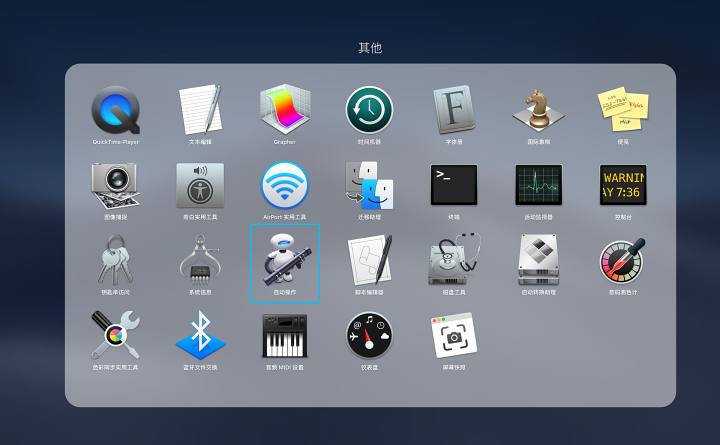 其他
QuickTime Player
文本编辑
Grapher
时间机器
字体册
国际象棋
便笺
图像捕捉
旁白实用工具
AirPort 实用工具
迁移助理
终端
活动监视器
控制台
WARNIN
AY 7:36
钥匙串访问
系统信息
自动操作
脚本编辑器
磁盘工具
启动转换助理
数码测色计
色彩同步实用工具
蓝牙文件交换
音频 MIDI 设置
仪表盘
屏幕快照